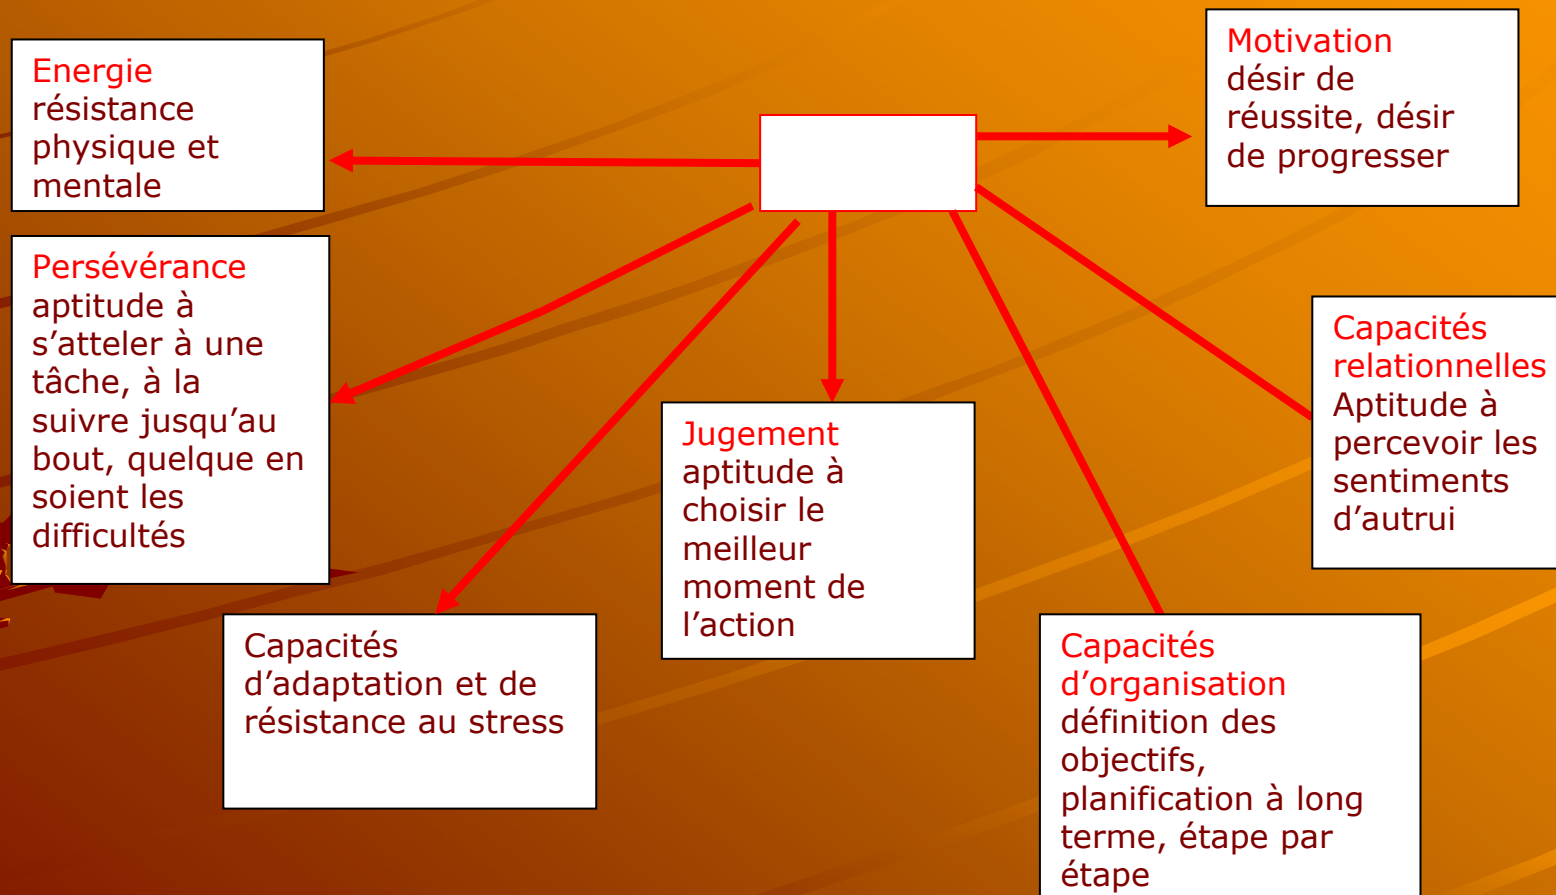 Energie
résistance
physique et
mentale
Motivation
désir de
réussite, désir
de progresser
Persévérance
aptitude à
s’atteler à une
tâche, à la
suivre jusqu’au
bout, quelque en
soient les
difficultés
Capacités
relationnelles
Aptitude à
percevoir les
sentiments
d’autrui
Jugement
aptitude à
choisir le
meilleur
moment de
l’action
Capacités
d’adaptation et de
résistance au stress
Capacités
d’organisation
définition des
objectifs,
planification à long
terme, étape par
étape